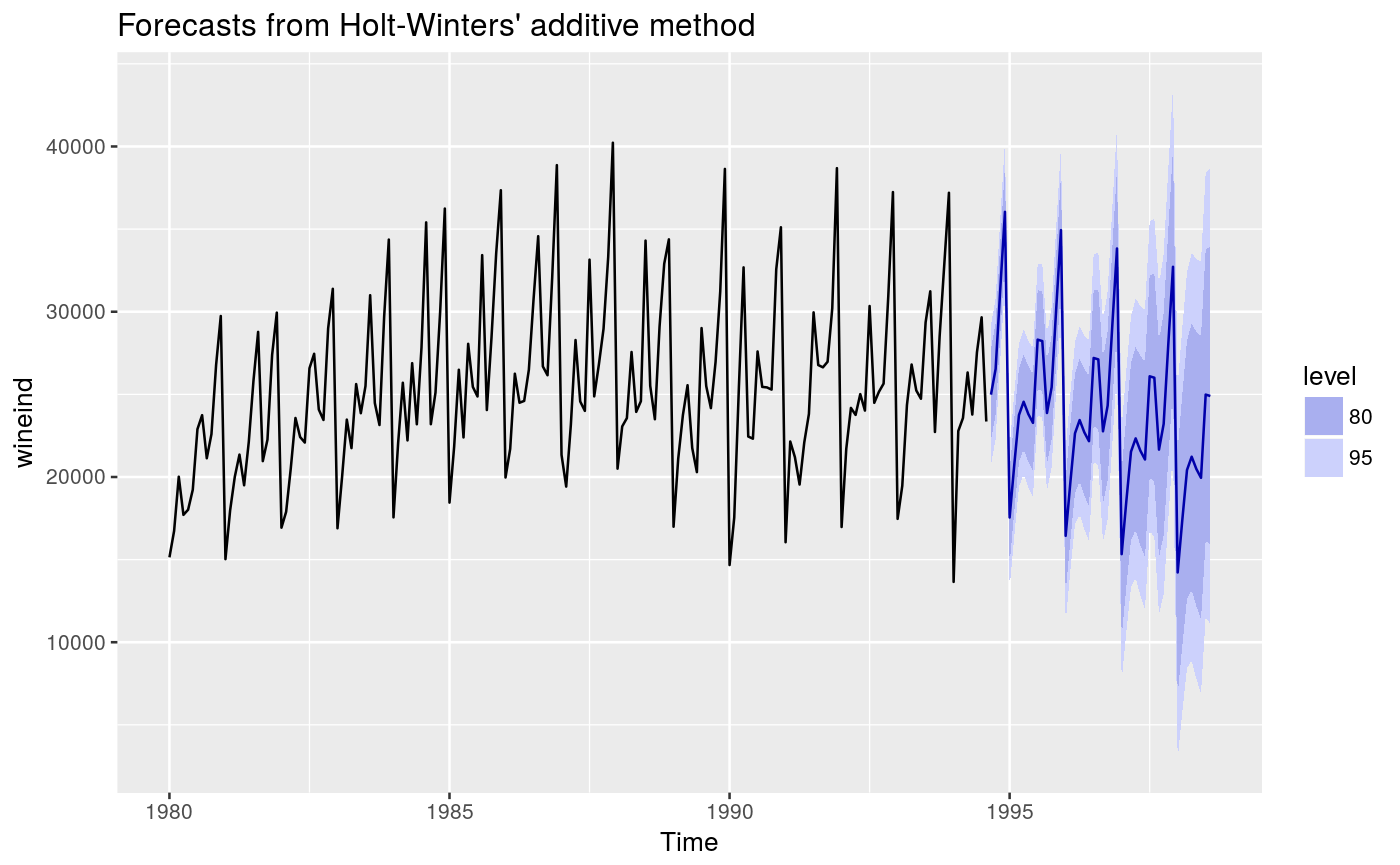 Forecasts from Holt-Winters' additive method
40000
30000
20000
10000
wineind
1980
1985
1990
1995
Time
level
80
95